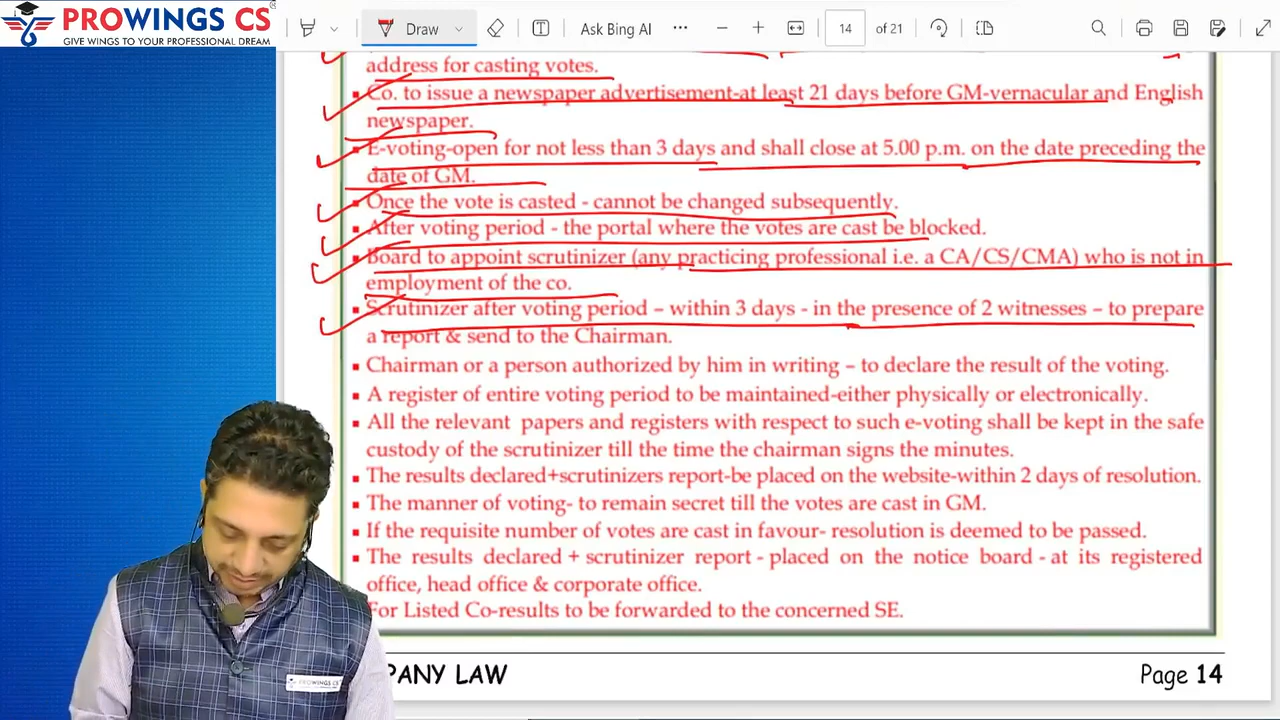 PROWINGS CS
GIVE WINGS TO YOUR PROFESSIONAL DREAM
Draw
Ask Bing AI
14
of 21
address for casting votes.
▪ Co. to issue a newspaper advertisement-at least 21 days before GM-vernacular and English
newspaper.
▪ E-voting-open for not less than 3 days and shall close at 5.00 p.m. on the date preceding the
date of GM.
▪ Once the vote is casted - cannot be changed subsequently.
▪ After voting period - the portal where the votes are cast be blocked.
▪ Board to appoint scrutinizer (any practicing professional i.e. a CA/CS/CMA) who is not in
employment of the co.
▪ Scrutinizer after voting period – within 3 days - in the presence of 2 witnesses – to prepare
a report & send to the Chairman.
▪ Chairman or a person authorized by him in writing – to declare the result of the voting.
▪ A register of entire voting period to be maintained-either physically or electronically.
▪ All the relevant papers and registers with respect to such e-voting shall be kept in the safe
custody of the scrutinizer till the time the chairman signs the minutes.
▪ The results declared+scrutinizers report-be placed on the website-within 2 days of resolution.
▪ The manner of voting- to remain secret till the votes are cast in GM.
▪ If the requisite number of votes are cast in favour- resolution is deemed to be passed.
▪ The results declared + scrutinizer report - placed on the notice board - at its registered
office, head office & corporate office.
For Listed Co-results to be forwarded to the concerned SE.
PANY LAW
Page 14
PROWINGS CS